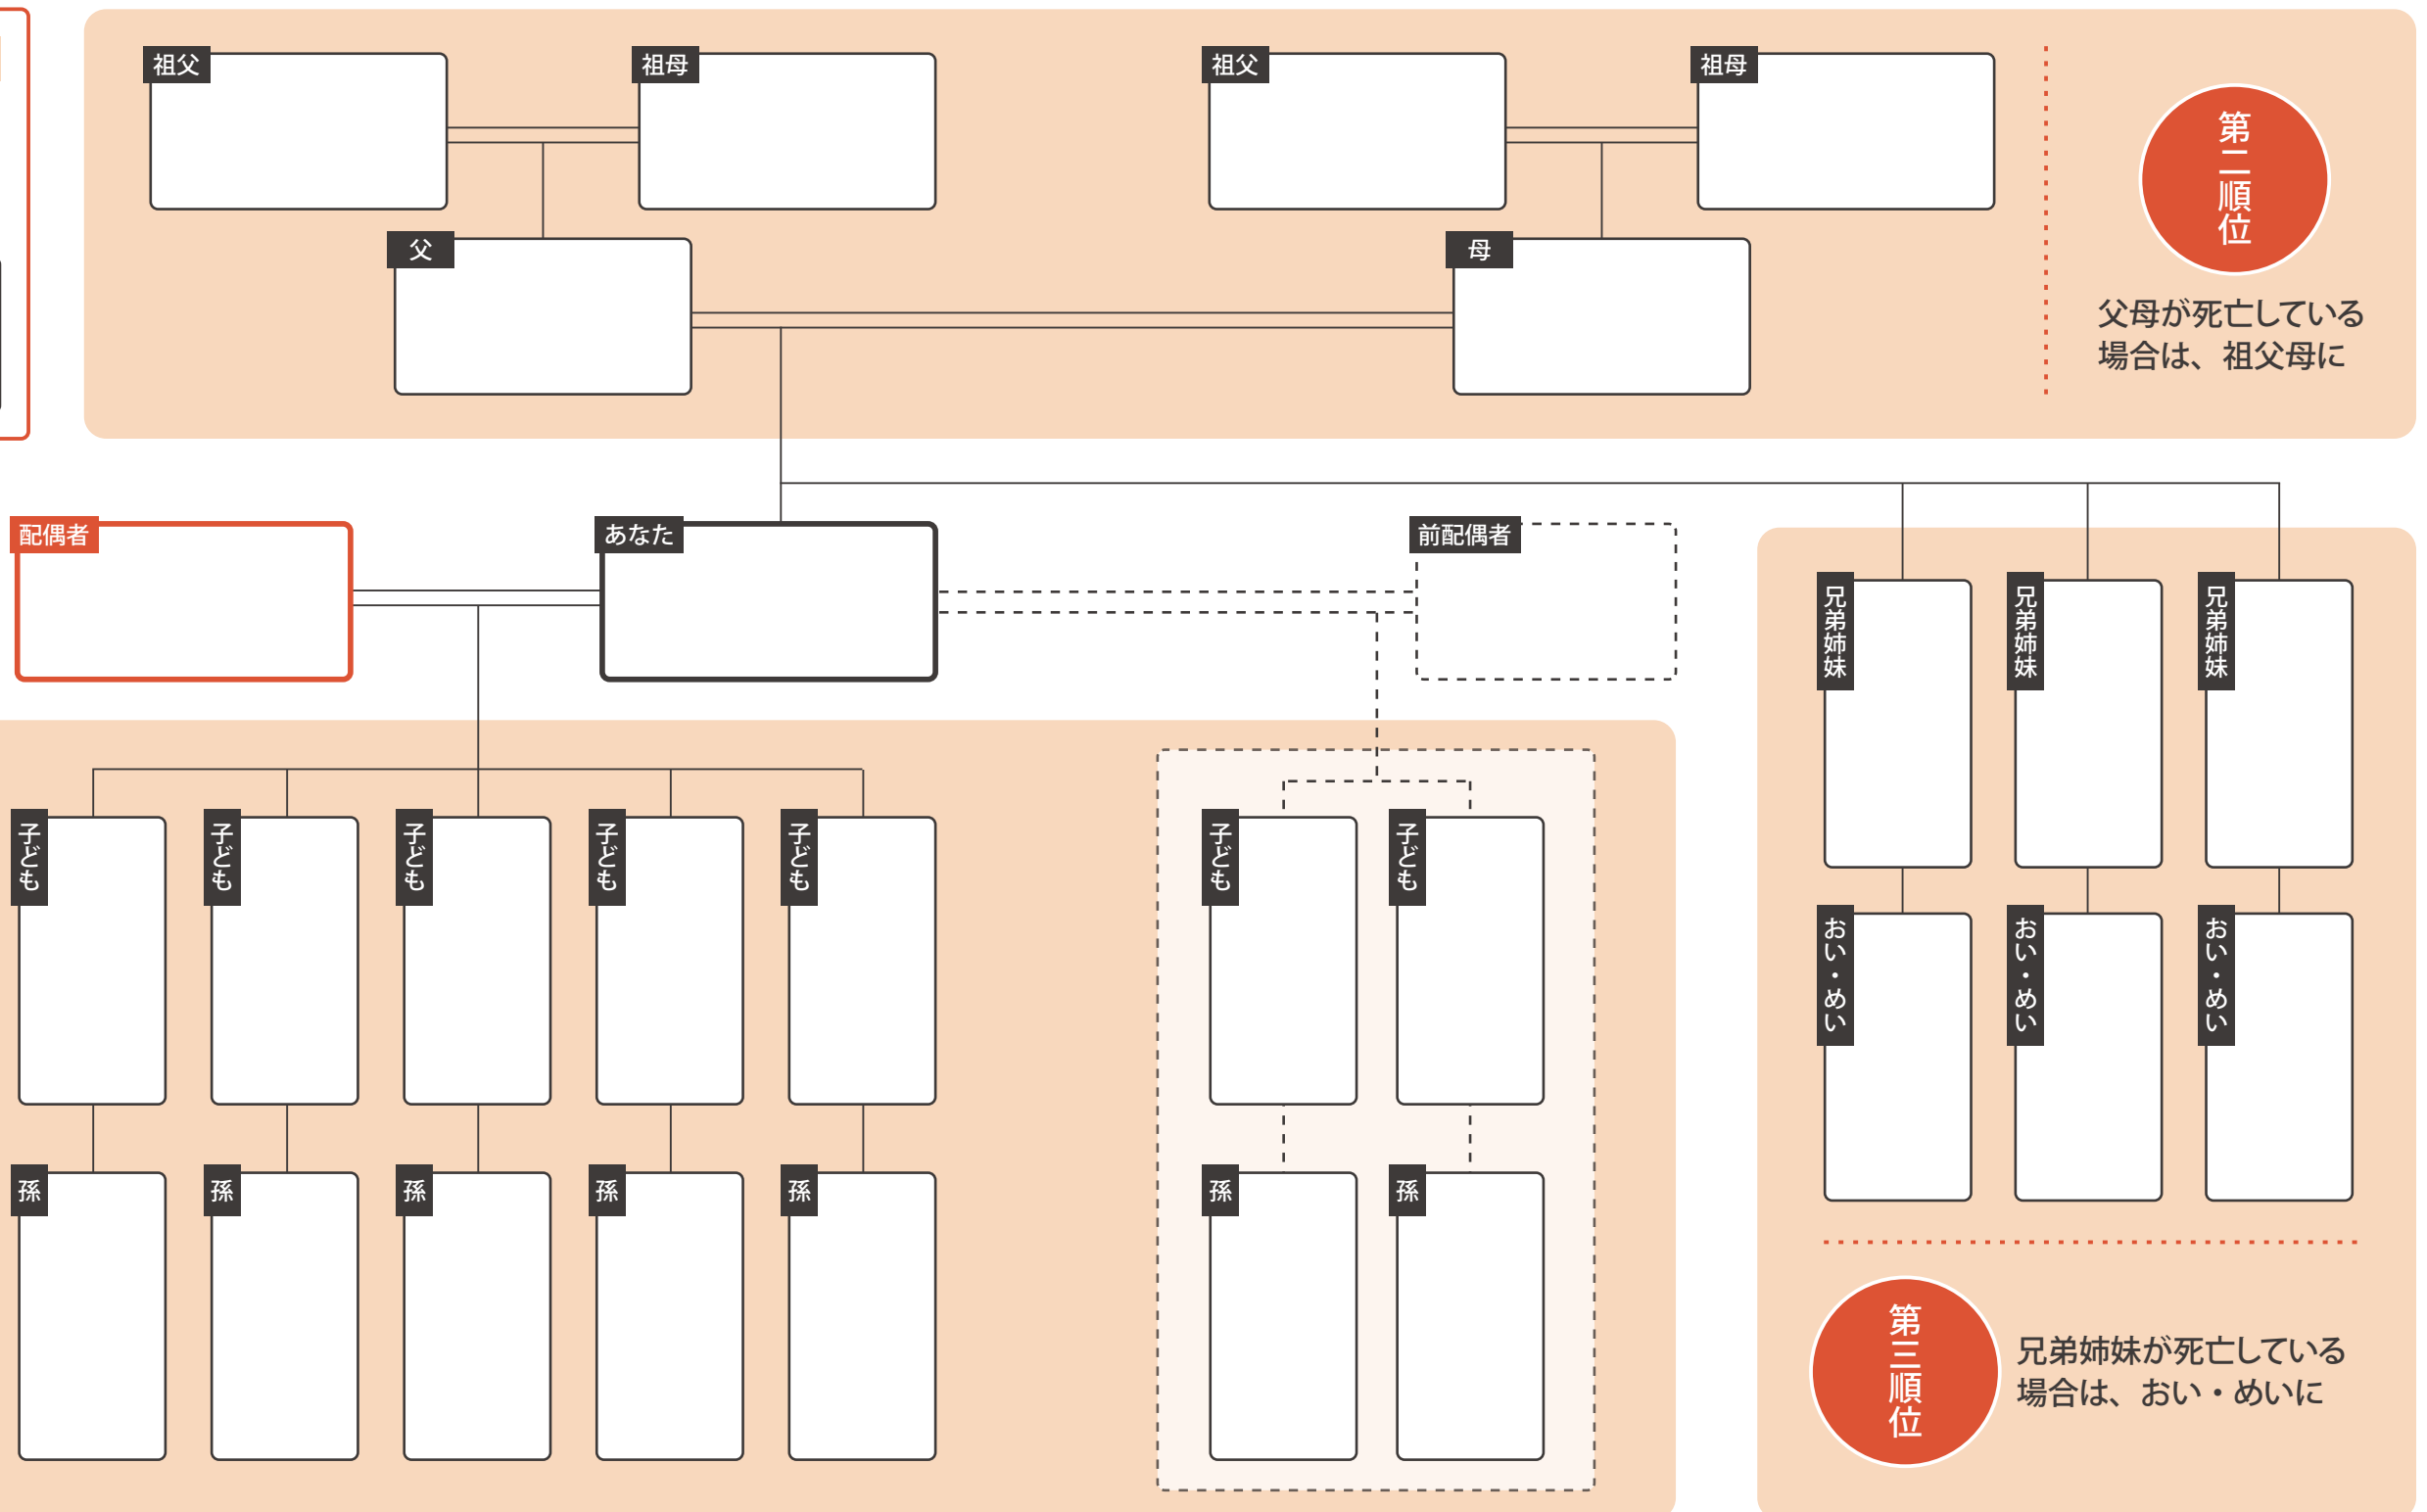 祖父
祖母
祖父
祖母
父
母
第二順位
父母が死亡している
場合は、祖父母に
配偶者
あなた
前配偶者
兄弟姉妹
兄弟姉妹
兄弟姉妹
子ども
子ども
子ども
子ども
子ども
子ども
子ども
おい・めい
おい・めい
おい・めい
孫
孫
孫
孫
孫
孫
孫
第三順位
兄弟姉妹が死亡している
場合は、おい・めいに